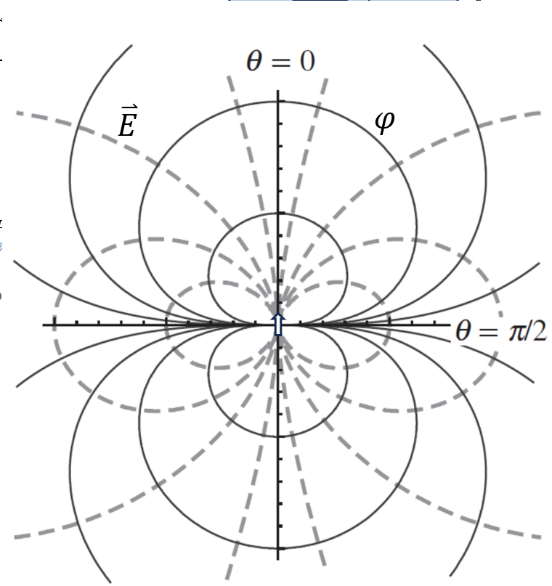 θ = 0
E⃗
φ
θ = π/2